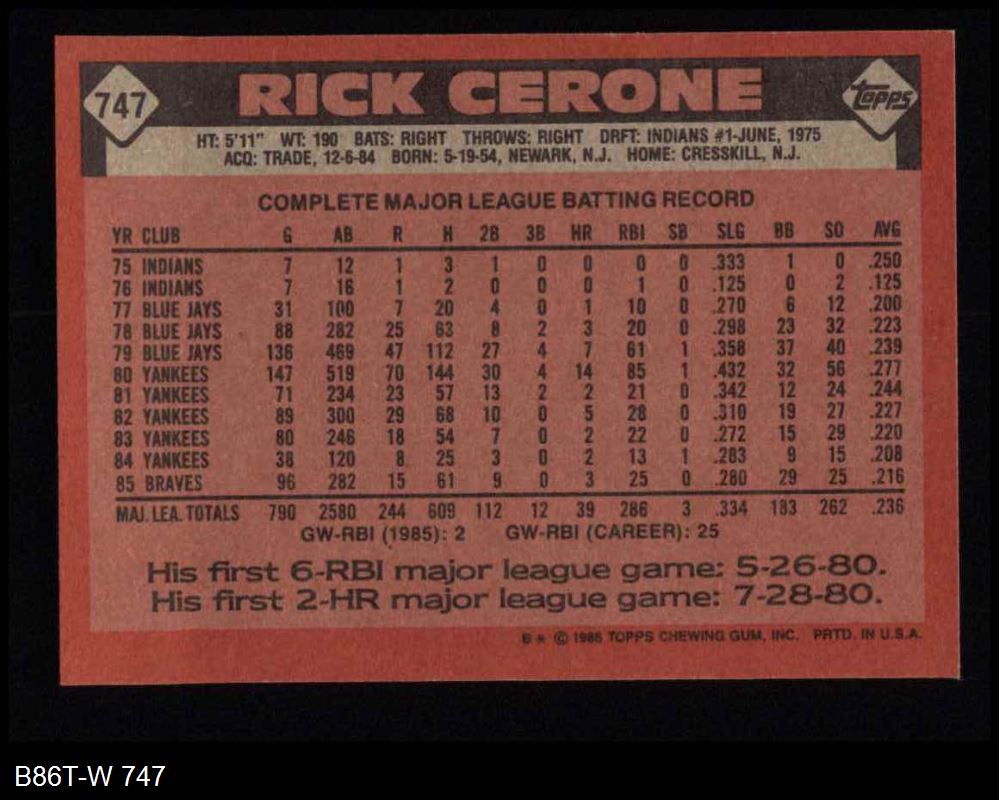 747 RICK CERONE TOPPS
HT: 5'11" WT: 190 BATS: RIGHT THROWS: RIGHT DRFT: INDIANS #1-JUNE, 1975
ACQ: TRADE, 12-6-84 BORN: 5-19-54, NEWARK, N.J. HOME: CRESSKILL, N.J.
COMPLETE MAJOR LEAGUE BATTING RECORD
YR CLUB G AB R H 2B 3B HR RBI SB SLG BB SO AVG
75 INDIANS 7 12 1 3 1 0 0 0 0 .333 1 0 .250
76 INDIANS 7 16 1 2 0 0 0 1 0 .125 0 2 .125
77 BLUE JAYS 31 100 7 20 4 0 1 10 0 .270 6 12 .200
78 BLUE JAYS 88 282 25 63 8 2 3 20 0 .298 23 32 .223
79 BLUE JAYS 136 469 47 112 27 4 7 61 1 .358 37 40 .239
80 YANKEES 147 519 70 144 30 4 14 85 1 .432 32 56 .277
81 YANKEES 71 234 23 57 13 2 2 21 0 .342 12 24 .244
82 YANKEES 89 300 29 68 10 0 5 28 0 .310 19 27 .227
83 YANKEES 80 246 18 54 7 0 2 22 0 .272 15 29 .220
84 YANKEES 38 120 8 25 3 0 2 13 1 .283 9 15 .208
85 BRAVES 96 282 15 61 9 0 3 25 0 .280 29 25 .216
MAJ. LEA. TOTALS 790 2580 244 609 112 12 39 286 3 .334 183 262 .236
GW-RBI (1985): 2 GW-RBI (CAREER): 25
His first 6-RBI major league game: 5-26-80.
His first 2-HR major league game: 7-28-80.
B* © 1986 TOPPS CHEWING GUM, INC. PRTD. IN U.S.A.
B86T-W 747